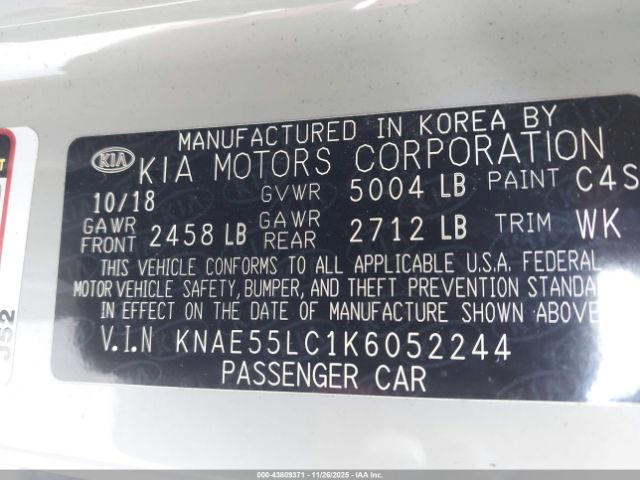 MANUFACTURED IN KOREA BY
KIA KIA MOTORS CORPORATION
10/18 GVWR 5004 LB PAINT C4S
GAWR FRONT 2458 LB GAWR REAR 2712 LB TRIM WK
THIS VEHICLE CONFORMS TO ALL APPLICABLE U.S.A. FEDERAL
MOTOR VEHICLE SAFETY, BUMPER, AND THEFT PREVENTION STANDA
IN EFFECT ON THE DATE OF MANUFACTURE SHOWN ABOVE
V.I.N KNAE55LC1K6052244
PASSENGER CAR
J52
000-43809371 - 11/26/2025 - COPART.COM